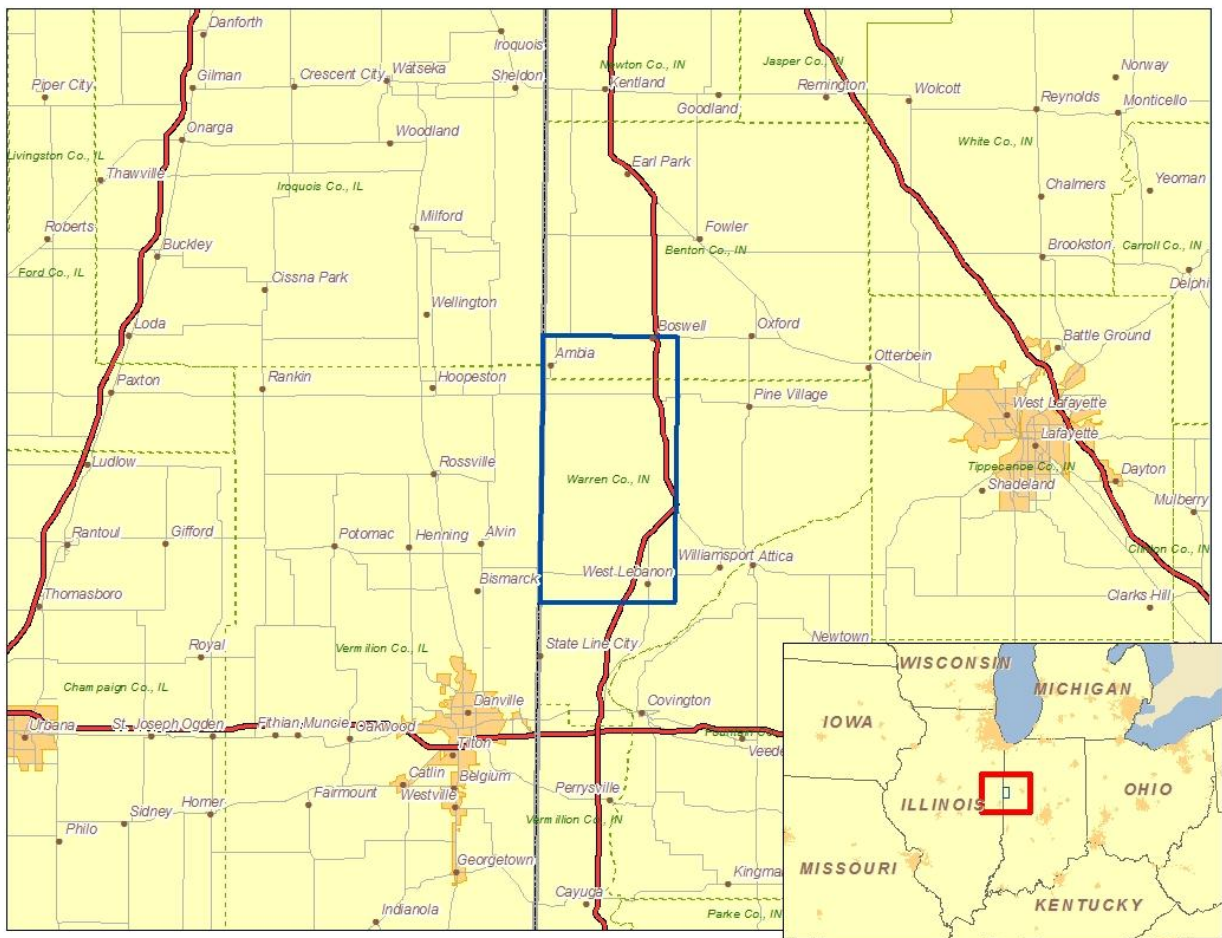 Danforth
Iroquois
Newton Co., IN
Jasper Co., IN
Piper City
Gilman
Crescent City
Watseka
Sheldon
Kentland
Goodland
Remington
Wolcott
Norway
Reynolds
Monticello
Onarga
Woodland
White Co., IN
Livingston Co., IL
Thawville
Iroquois Co., IL
Earl Park
Chalmers
Yeoman
Roberts
Buckley
Milford
Fowler
Benton Co., IN
Brookston
Carroll Co., IN
Ford Co., IL
Cissna Park
Delphi
Wellington
Loda
Boswell
Oxford
Battle Ground
Ambia
Otterbein
Paxton
Rankin
Hoopeston
Pine Village
West Lafayette
Lafayette
Ludlow
Rossville
Warren Co., IN
Tippecanoe Co., IN
Dayton
Shadeland
Mulberry
Rantoul
Gifford
Potomac
Henning
Alvin
Williamsport
Attica
Clinton Co., IN
Thomasboro
Bismarck
West Lebanon
Clarks Hill
Royal
Vermilion Co., IL
State Line City
Newtown
Champaign Co., IL
Danville
Covington
Urbana
St. Joseph
Ogden
Fithian
Muncie
Oakwood
Tilton
Fountain Co
Veede
Catlin
Belgium
Perrysville
Sidney
Homer
Fairmount
Westville
Vermillion Co., IN
Philo
Georgetown
Kingman
Cayuga
Indianola
Parke Co., IN
WISCONSIN
MICHIGAN
IOWA
ILLINOIS
OHIO
MISSOURI
KENTUCKY